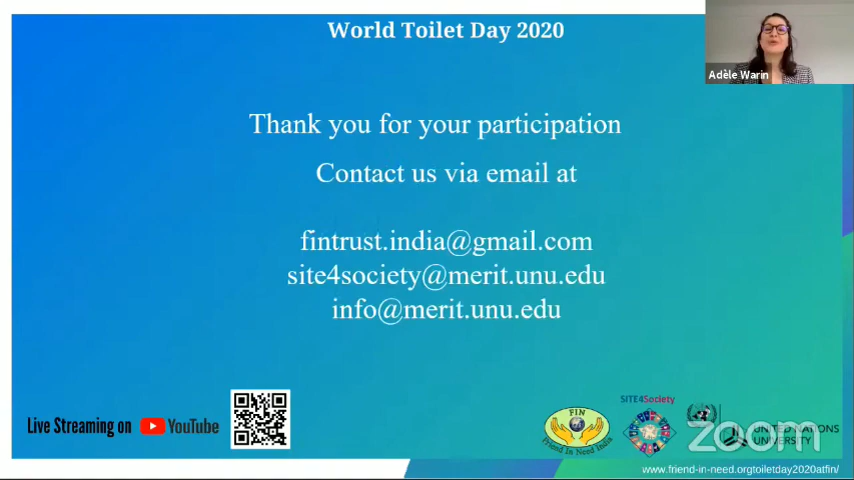 World Toilet Day 2020
Adèle Warin
Thank you for your participation
Contact us via email at
fintrust.india@gmail.com
site4society@merit.unu.edu
info@merit.unu.edu
Live Streaming on YouTube
FIN
Friend In Need India
SITE4Society
zoom
UNITED NATIONS
UNIVERSITY
www.friend-in-need.orgtoiletday2020atfin/